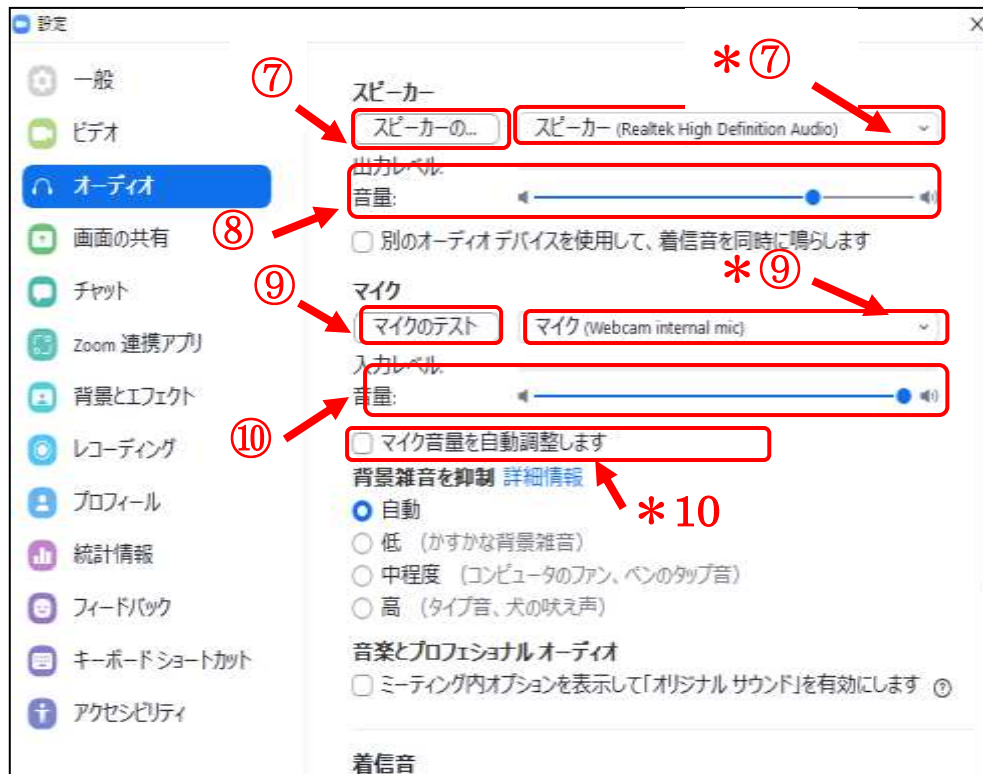 設定
一般
ビデオ
オーディオ
画面の共有
チャット
Zoom 連携アプリ
背景とエフェクト
レコーディング
プロフィール
統計情報
フィードバック
キーボード ショートカット
アクセシビリティ
⑦ *⑦
スピーカー
スピーカーの... スピーカー (Realtek High Definition Audio)
出力レベル:
音量:
⑧
別のオーディオ デバイスを使用して、着信音を同時に鳴らします
⑨ *⑨
マイク
マイクのテスト マイク (Webcam internal mic)
入力レベル:
音量:
⑩
マイク音量を自動調整します
背景雑音を抑制 詳細情報
*10
自動
低 (かすかな背景雑音)
中程度 (コンピュータのファン、ペンのタップ音)
高 (タイプ音、犬の吠え声)
音楽とプロフェショナル オーディオ
ミーティング内オプションを表示して「オリジナル サウンド」を有効にします ?
着信音